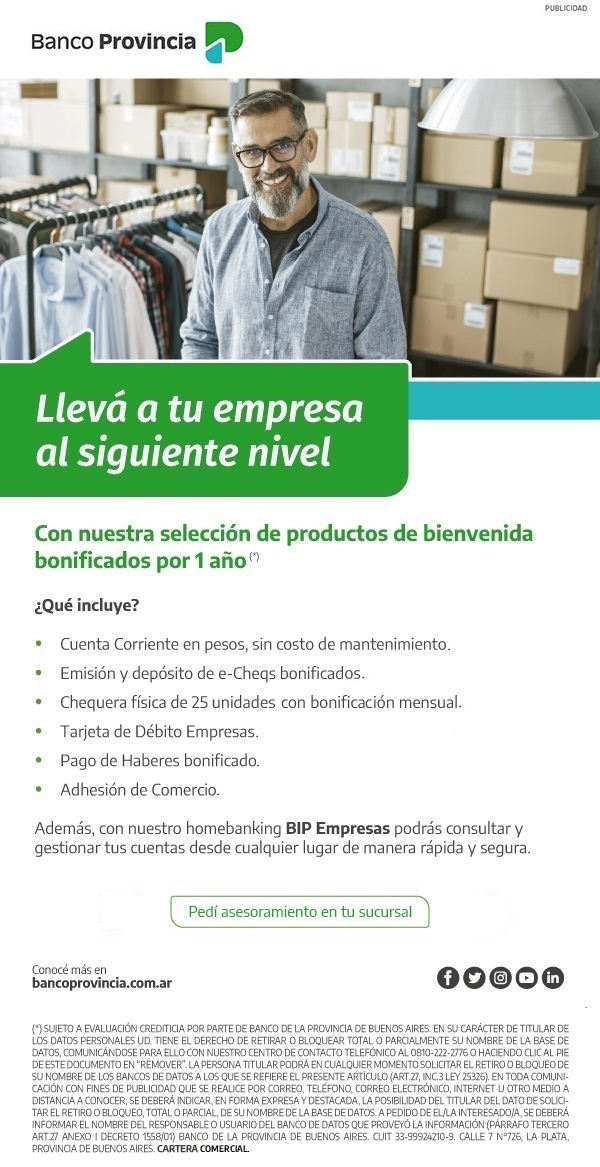 PUBLICIDAD
Banco Provincia
Llevá a tu empresa
al siguiente nivel
Con nuestra selección de productos de bienvenida
bonificados por 1 año (*)
¿Qué incluye?
• Cuenta Corriente en pesos, sin costo de mantenimiento.
• Emisión y depósito de e-Cheqs bonificados.
• Chequera física de 25 unidades con bonificación mensual.
• Tarjeta de Débito Empresas.
• Pago de Haberes bonificado.
• Adhesión de Comercio.
Además, con nuestro homebanking BIP Empresas podrás consultar y
gestionar tus cuentas desde cualquier lugar de manera rápida y segura.
Pedí asesoramiento en tu sucursal
Conocé más en
bancoprovincia.com.ar
(*) SUJETO A EVALUACIÓN CREDITICIA POR PARTE DE BANCO DE LA PROVINCIA DE BUENOS AIRES. EN SU CARÁCTER DE TITULAR DE
LOS DATOS PERSONALES UD. TIENE EL DERECHO DE RETIRAR O BLOQUEAR TOTAL O PARCIALMENTE SU NOMBRE DE LA BASE DE
DATOS, COMUNICÁNDOSE PARA ELLO CON NUESTRO CENTRO DE CONTACTO TELEFÓNICO AL 0810-222-2776 O HACIENDO CLIC AL PIE
DE ESTE DOCUMENTO EN “REMOVER”. LA PERSONA TITULAR PODRÁ EN CUALQUIER MOMENTO SOLICITAR EL RETIRO O BLOQUEO DE
SU NOMBRE DE LOS BANCOS DE DATOS A LOS QUE SE REFIERE EL PRESENTE ARTÍCULO (ART.27, INC.3 LEY 25326). EN TODA COMUNI-
CACIÓN CON FINES DE PUBLICIDAD QUE SE REALICE POR CORREO, TELÉFONO, CORREO ELECTRÓNICO, INTERNET U OTRO MEDIO A
DISTANCIA A CONOCER, SE DEBERÁ INDICAR, EN FORMA EXPRESA Y DESTACADA, LA POSIBILIDAD DEL TITULAR DEL DATO DE SOLICI-
TAR EL RETIRO O BLOQUEO, TOTAL O PARCIAL, DE SU NOMBRE DE LA BASE DE DATOS. A PEDIDO DE EL/LA INTERESADO/A, SE DEBERÁ
INFORMAR EL NOMBRE DEL RESPONSABLE O USUARIO DEL BANCO DE DATOS QUE PROVEYÓ LA INFORMACIÓN (PÁRRAFO TERCERO
ART.27 ANEXO I DECRETO 1558/01) BANCO DE LA PROVINCIA DE BUENOS AIRES. CUIT 33-99924210-9. CALLE 7 N°726, LA PLATA,
PROVINCIA DE BUENOS AIRES. CARTERA COMERCIAL.